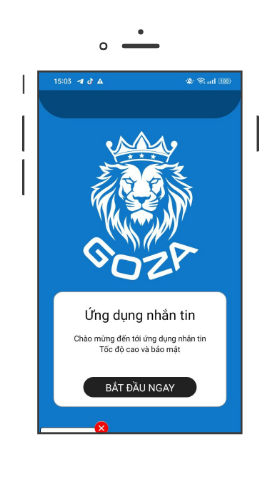 15:05
100
GOZA
Ứng dụng nhắn tin
Chào mừng đến tới ứng dụng nhắn tin
Tốc độ cao và bảo mật
BẮT ĐẦU NGAY